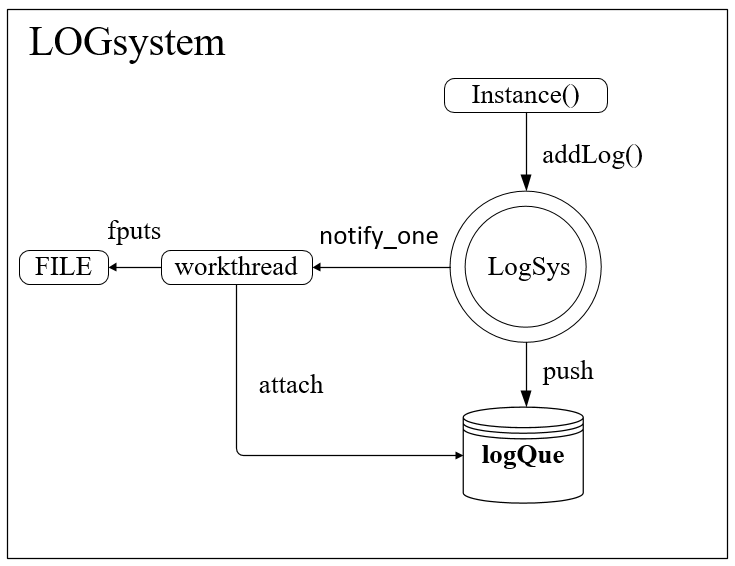 LOGsystem
Instance()
addLog()
fputs
notify_one
FILE
workthread
LogSys
attach
push
logQue